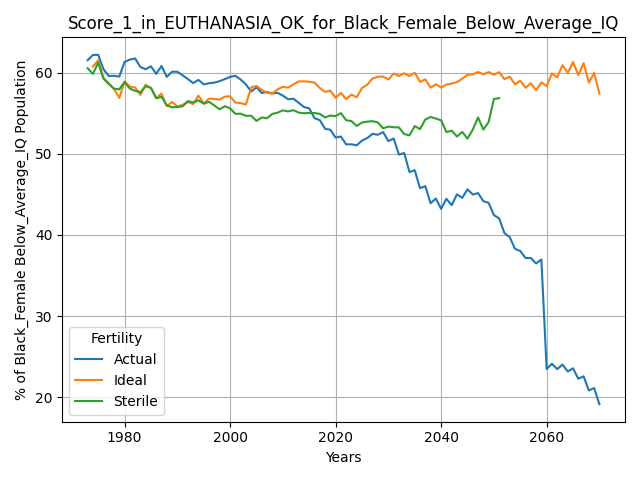 Score_1_in_EUTHANASIA_OK_for_Black_Female_Below_Average_IQ
% of Black_Female Below_Average_IQ Population
60
50
40
30
20
Fertility
Actual
Ideal
Sterile
1980 2000 2020 2040 2060
Years